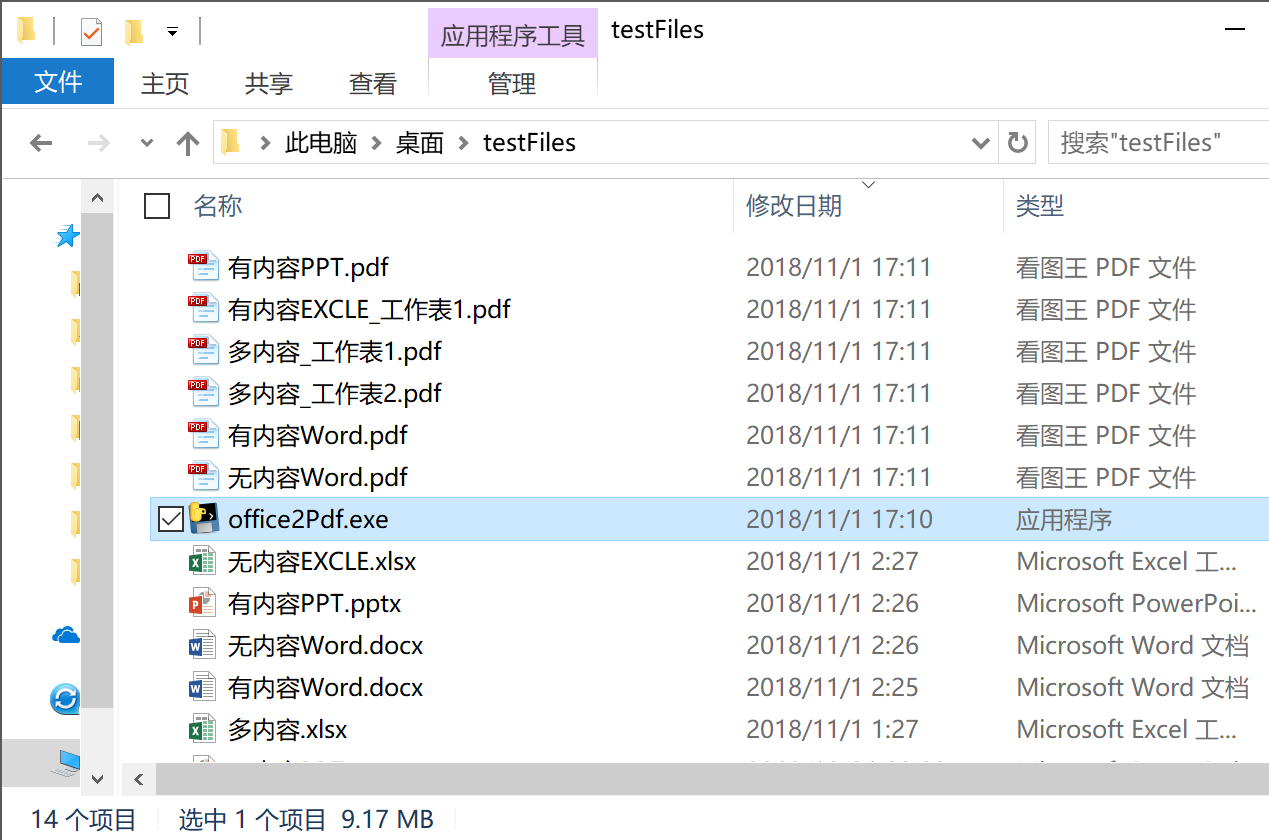 应用程序工具 testFiles
文件 主页 共享 查看 管理
此电脑 桌面 testFiles 搜索"testFiles"
名称 修改日期 类型
有内容PPT.pdf 2018/11/1 17:11 看图王 PDF 文件
有内容EXCLE_工作表1.pdf 2018/11/1 17:11 看图王 PDF 文件
多内容_工作表1.pdf 2018/11/1 17:11 看图王 PDF 文件
多内容_工作表2.pdf 2018/11/1 17:11 看图王 PDF 文件
有内容Word.pdf 2018/11/1 17:11 看图王 PDF 文件
无内容Word.pdf 2018/11/1 17:11 看图王 PDF 文件
office2Pdf.exe 2018/11/1 17:10 应用程序
无内容EXCLE.xlsx 2018/11/1 2:27 Microsoft Excel 工...
有内容PPT.pptx 2018/11/1 2:26 Microsoft PowerPoi...
无内容Word.docx 2018/11/1 2:26 Microsoft Word 文档
有内容Word.docx 2018/11/1 2:25 Microsoft Word 文档
多内容.xlsx 2018/11/1 1:27 Microsoft Excel 工...
14 个项目 选中 1 个项目 9.17 MB